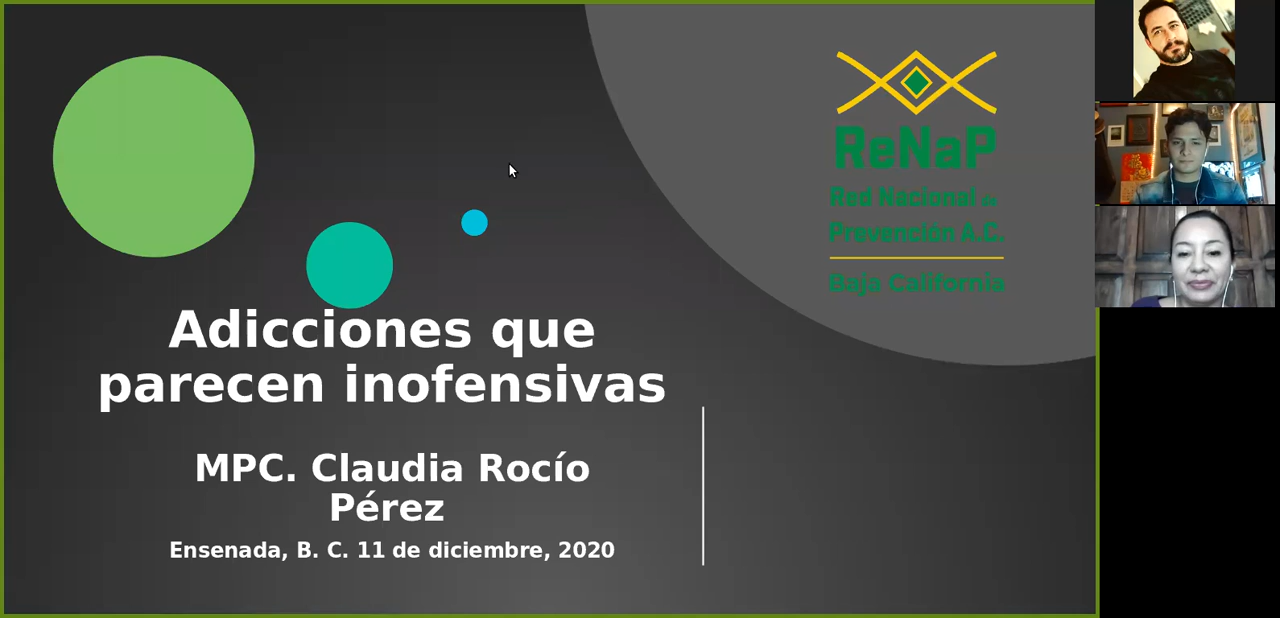 ReNaP
Red Nacional de
Prevención A.C.
Baja California
Adicciones que
parecen inofensivas
MPC. Claudia Rocío
Pérez
Ensenada, B. C. 11 de diciembre, 2020